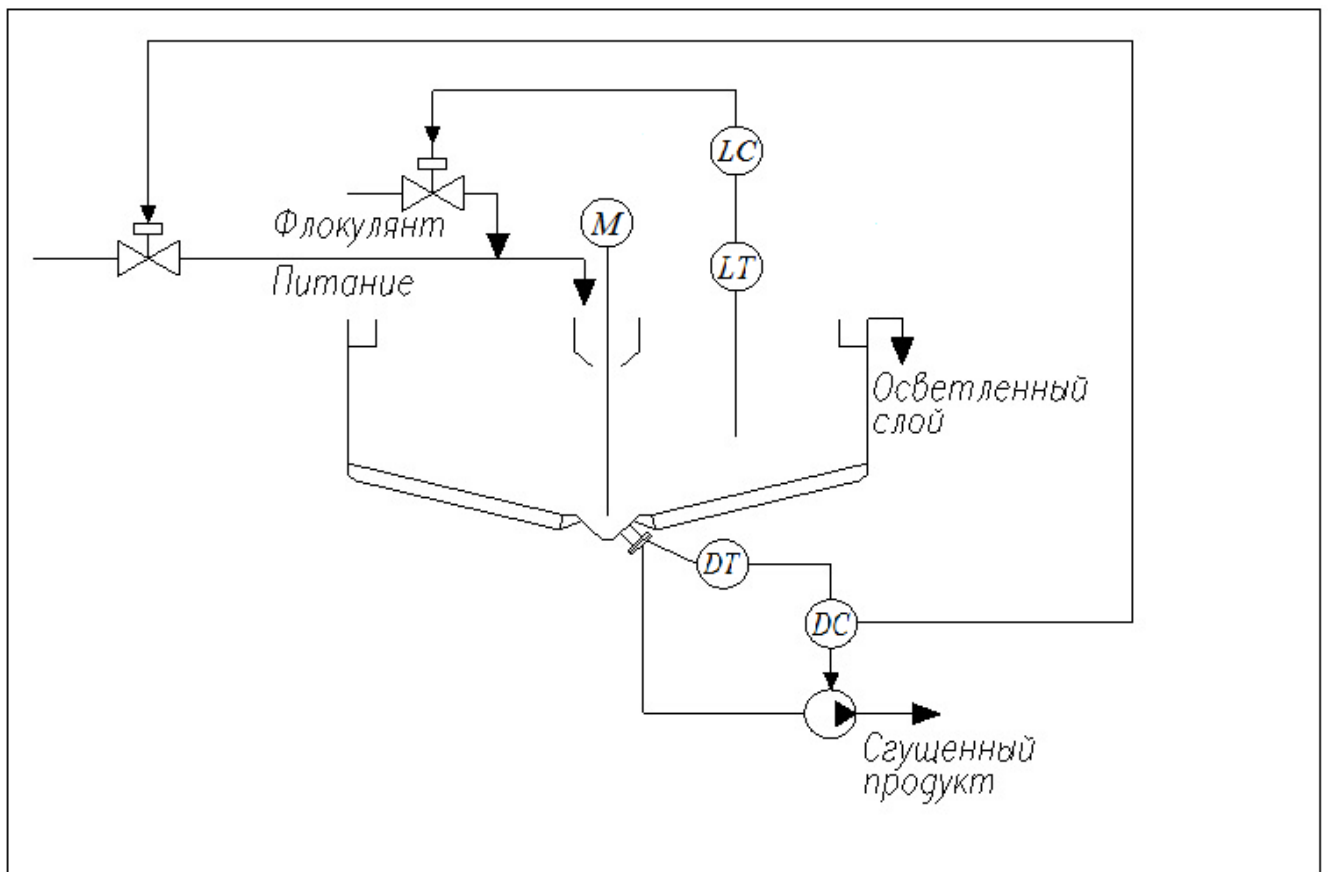 LC
Флокулянт
M
Питание
LT
Осветленный
слой
DT
DC
Сгущенный
продукт